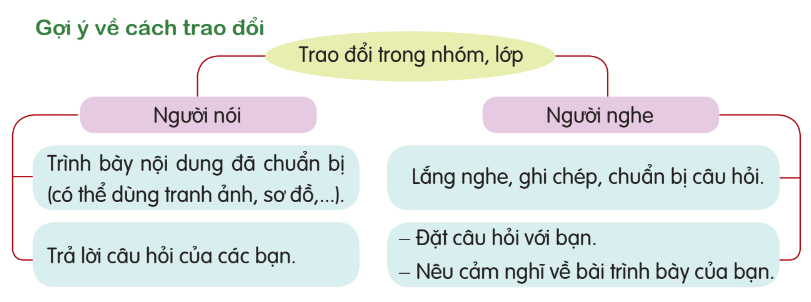 Gợi ý về cách trao đổi
Trao đổi trong nhóm, lớp
Người nói
Trình bày nội dung đã chuẩn bị
(có thể dùng tranh ảnh, sơ đồ,...).
Trả lời câu hỏi của các bạn.
Người nghe
Lắng nghe, ghi chép, chuẩn bị câu hỏi.
– Đặt câu hỏi với bạn.
– Nêu cảm nghĩ về bài trình bày của bạn.